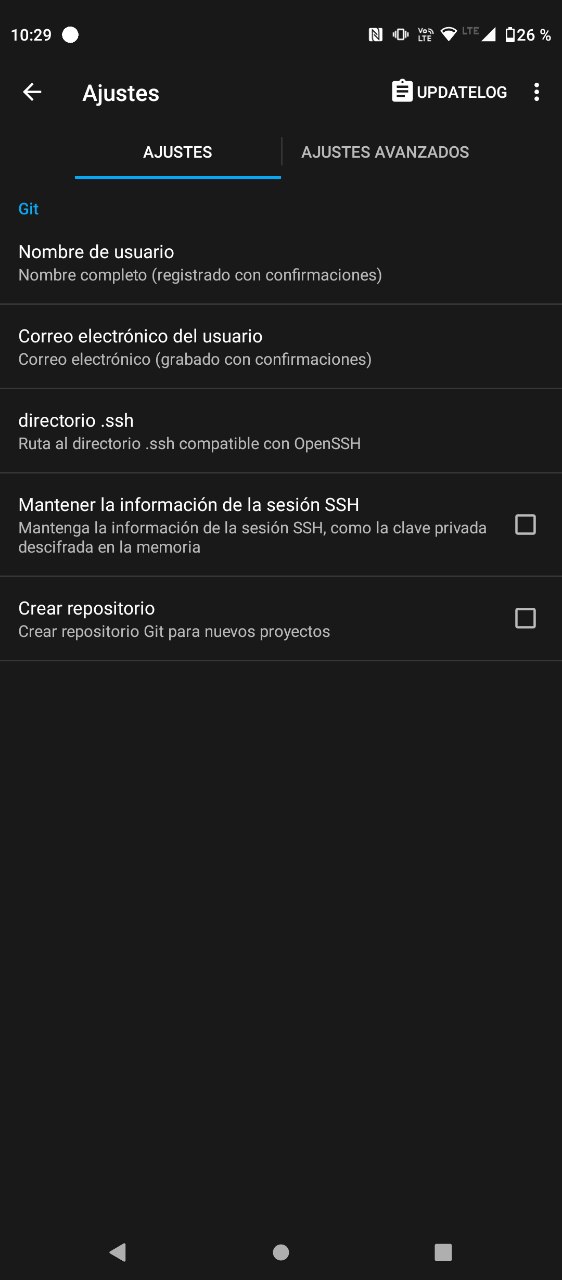 10:29
Vo LTE LTE 26 %
Ajustes
UPDATELOG
AJUSTES
AJUSTES AVANZADOS
Git
Nombre de usuario
Nombre completo (registrado con confirmaciones)
Correo electrónico del usuario
Correo electrónico (grabado con confirmaciones)
directorio .ssh
Ruta al directorio .ssh compatible con OpenSSH
Mantener la información de la sesión SSH
Mantenga la información de la sesión SSH, como la clave privada
descifrada en la memoria
Crear repositorio
Crear repositorio Git para nuevos proyectos